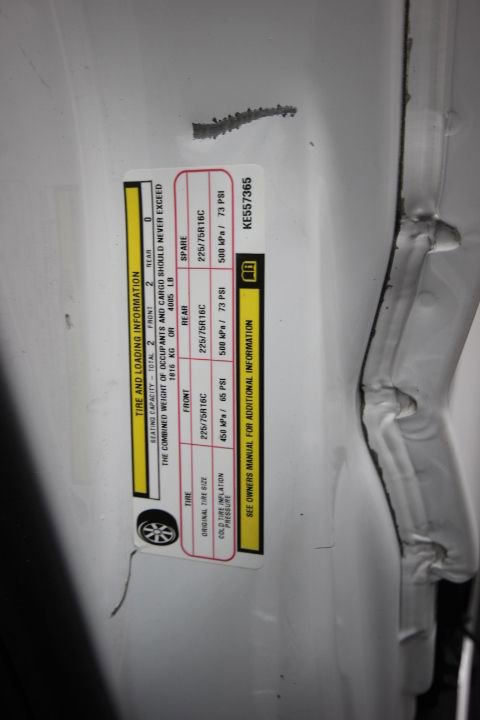 TIRE AND LOADING INFORMATION
SEATING CAPACITY - TOTAL 2 FRONT 2 REAR 0
THE COMBINED WEIGHT OF OCCUPANTS AND CARGO SHOULD NEVER EXCEED
1816 KG OR 4005 LB
TIRE FRONT REAR SPARE
ORIGINAL TIRE SIZE 225/75R16C 225/75R16C 225/75R16C
COLD TIRE INFLATION PRESSURE 450 kPa / 65 PSI 500 kPa / 73 PSI 500 kPa / 73 PSI
SEE OWNERS MANUAL FOR ADDITIONAL INFORMATION
KE557365